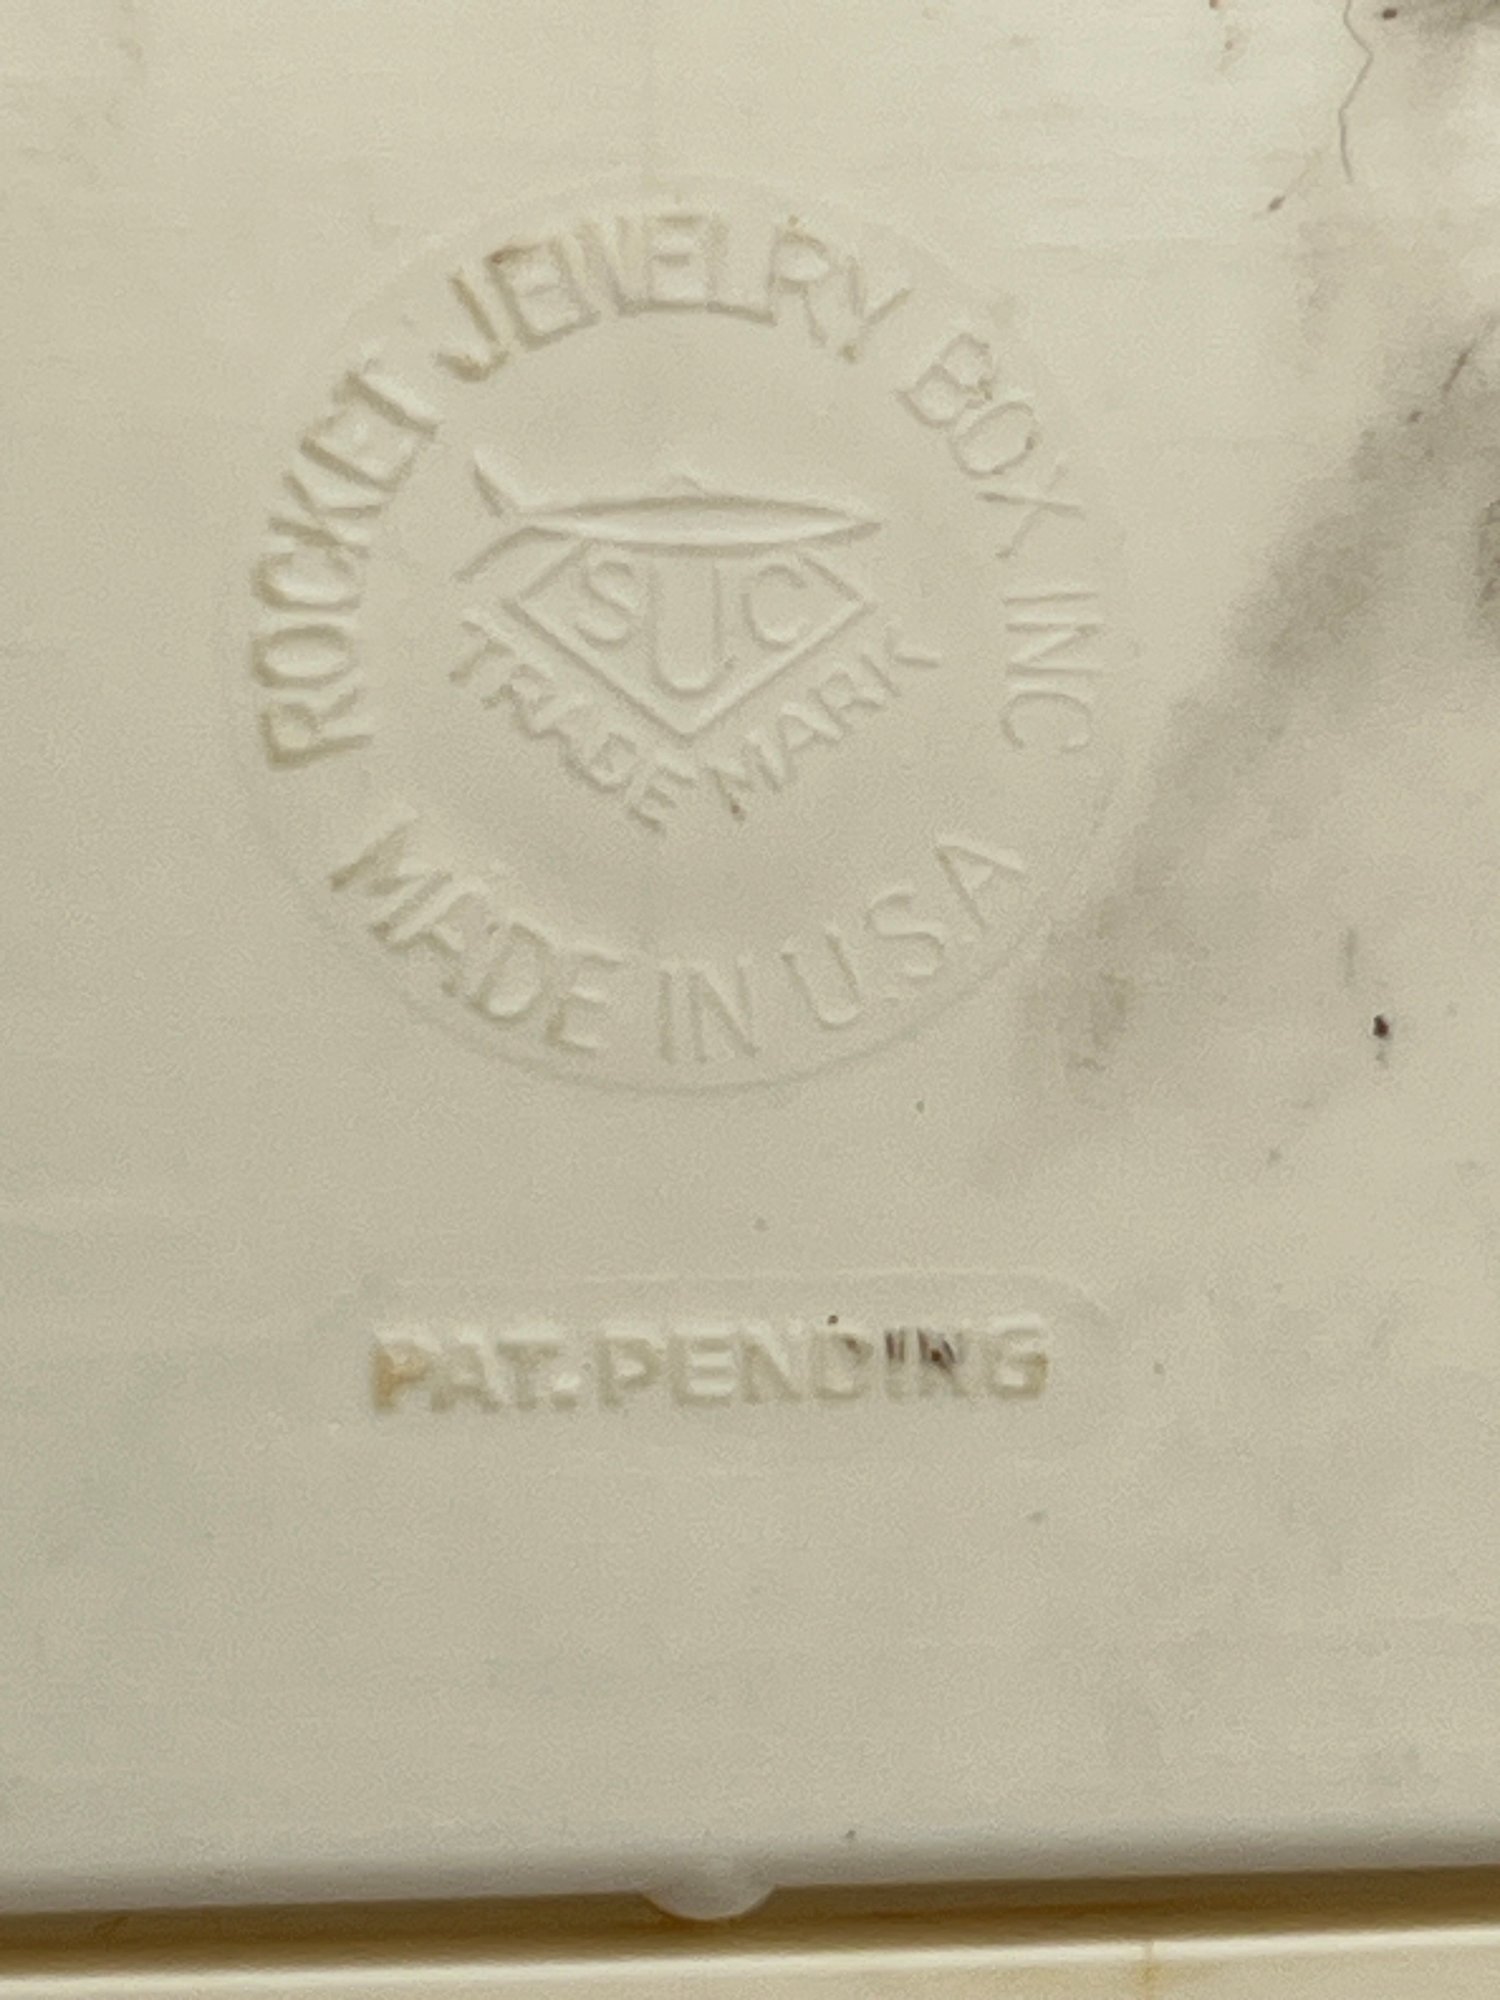 ROCKET JEWELRY BOX INC
SUC
TRADE MARK
MADE IN U.S.A
PAT. PENDING